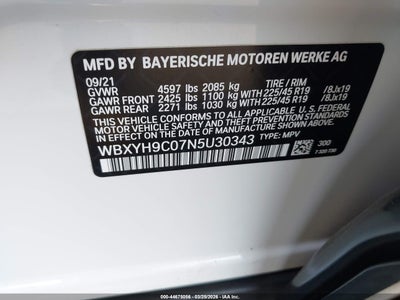 MFD BY BAYERISCHE MOTOREN WERKE AG
09/21 TIRE / RIM
GVWR 4597 lbs 2085 kg
GAWR FRONT 2425 lbs 1100 kg WITH 225/45 R19 /8Jx19
GAWR REAR 2271 lbs 1030 kg WITH 225/45 R19 /8Jx19
THIS VEHICLE CONFORMS TO ALL APPLICABLE U.S. FEDERAL MOTOR
VEHICLE SAFETY, BUMPER, AND THEFT PREVENTION STANDARDS IN
EFFECT ON THE DATE OF MANUFACTURE SHOWN ABOVE.
WBXYH9C07N5U30343 TYPE: MPV
300